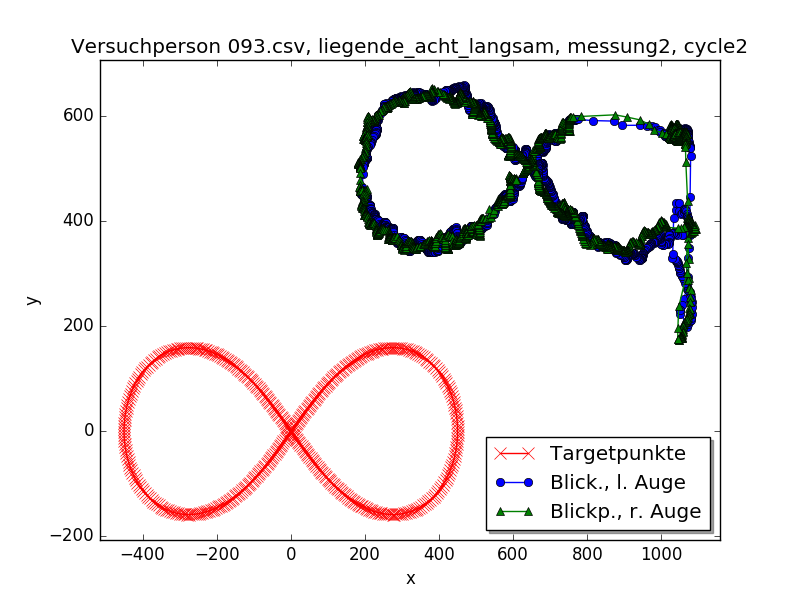 Versuchperson 093.csv, liegende_acht_langsam, messung2, cycle2
600
400
200
0
−200
y
−400
−200
0
200
400
600
800
1000
x
Targetpunkte
Blick., l. Auge
Blickp., r. Auge